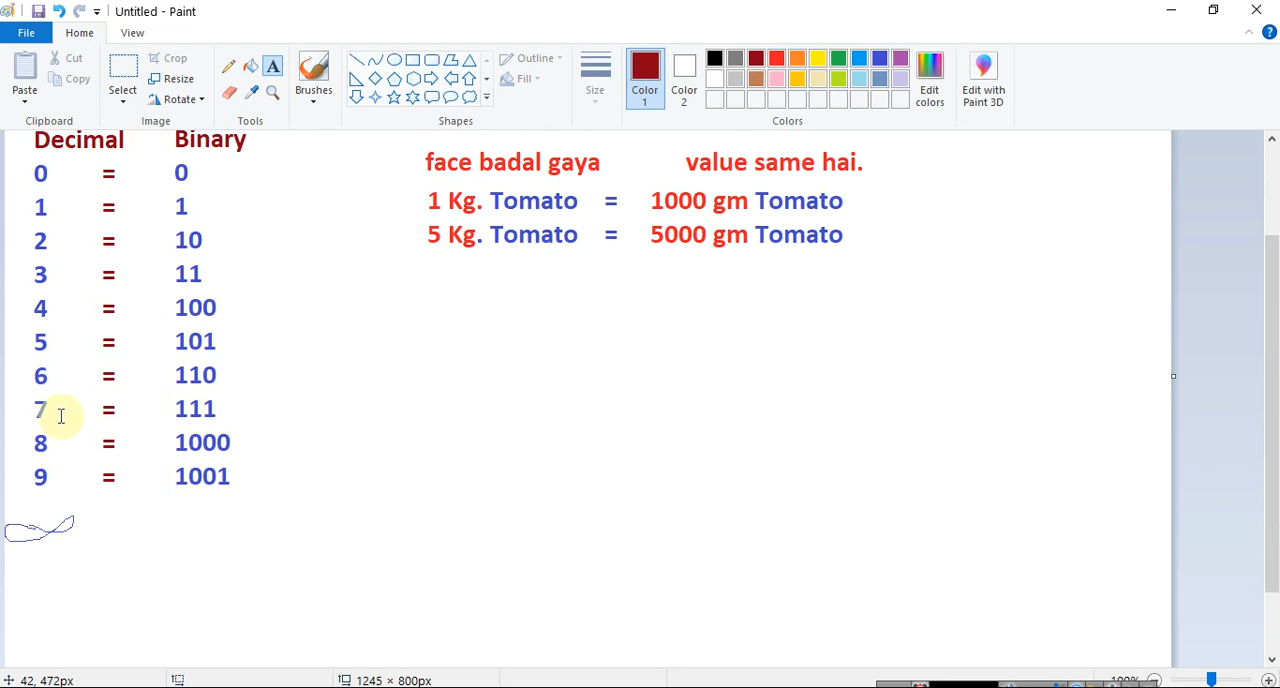 Untitled - Paint
File
Home
View
Paste
Cut
Copy
Clipboard
Select
Crop
Resize
Rotate
Image
A
Tools
Brushes
Outline
Fill
Shapes
Size
Color 1
Color 2
Edit colors
Colors
Edit with Paint 3D
Decimal Binary
0 = 0
1 = 1
2 = 10
3 = 11
4 = 100
5 = 101
6 = 110
7 = 111
8 = 1000
9 = 1001
face badal gaya value same hai.
1 Kg. Tomato = 1000 gm Tomato
5 Kg. Tomato = 5000 gm Tomato
42, 472px
1245 × 800px
100%